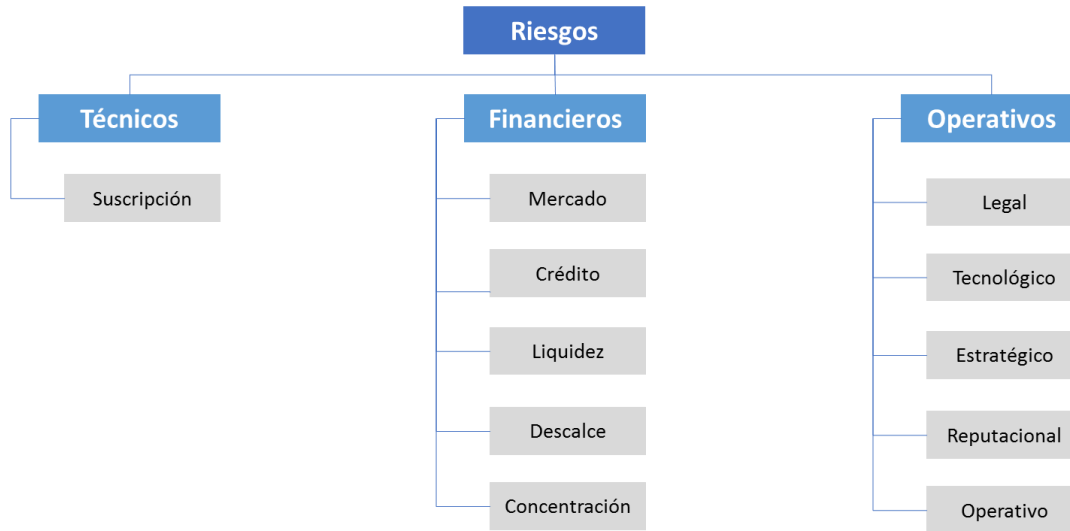 Riesgos
Técnicos
Suscripción
Financieros
Mercado
Crédito
Liquidez
Descalce
Concentración
Operativos
Legal
Tecnológico
Estratégico
Reputacional
Operativo